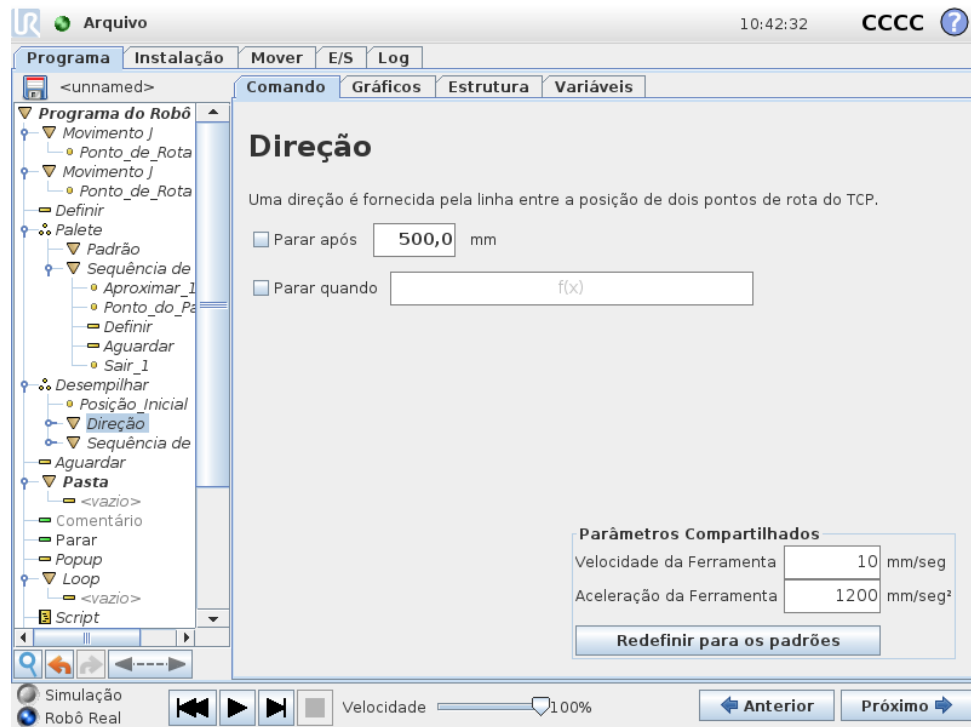 UR Arquivo 10:42:32 CCCC ?
Programa Instalação Mover E/S Log
<unnamed> Comando Gráficos Estrutura Variáveis
Programa do Robô
Movimento J
Ponto_de_Rota
Movimento J
Ponto_de_Rota
Definir
Palete
Padrão
Sequência de
Aproximar_1
Ponto_do_Pa
Definir
Aguardar
Sair_1
Desempilhar
Posição_Inicial
Direção
Sequência de
Aguardar
Pasta
<vazio>
Comentário
Parar
Popup
Loop
<vazio>
Script
Direção
Uma direção é fornecida pela linha entre a posição de dois pontos de rota do TCP.
Parar após 500,0 mm
Parar quando f(x)
Parâmetros Compartilhados
Velocidade da Ferramenta 10 mm/seg
Aceleração da Ferramenta 1200 mm/seg²
Redefinir para os padrões
Simulação
Robô Real
Velocidade 100%
Anterior Próximo